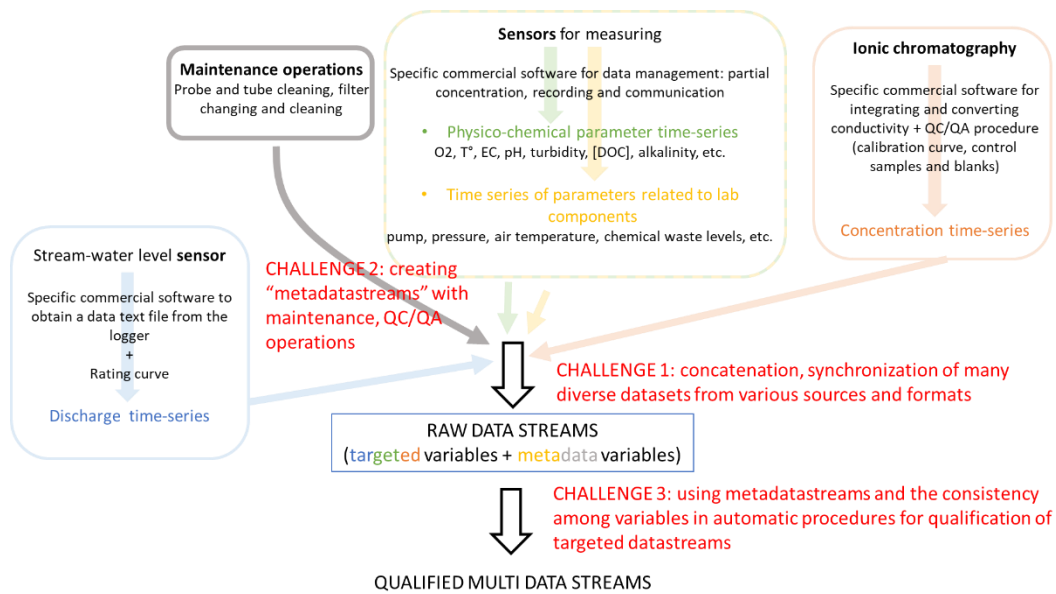 Maintenance operations
Probe and tube cleaning, filter
changing and cleaning
Sensors for measuring
Specific commercial software for data management: partial
concentration, recording and communication
• Physico-chemical parameter time-series
O2, T°, EC, pH, turbidity, [DOC], alkalinity, etc.
• Time series of parameters related to lab
components
pump, pressure, air temperature, chemical waste levels, etc.
Ionic chromatography
Specific commercial software for
integrating and converting
conductivity + QC/QA procedure
(calibration curve, control
samples and blanks)
Concentration time-series
Stream-water level sensor
Specific commercial software to
obtain a data text file from the
logger
+
Rating curve
Discharge time-series
CHALLENGE 2: creating
“metadatastreams” with
maintenance, QC/QA
operations
CHALLENGE 1: concatenation, synchronization of many
diverse datasets from various sources and formats
RAW DATA STREAMS
(targeted variables + metadata variables)
CHALLENGE 3: using metadatastreams and the consistency
among variables in automatic procedures for qualification of
targeted datastreams
QUALIFIED MULTI DATA STREAMS